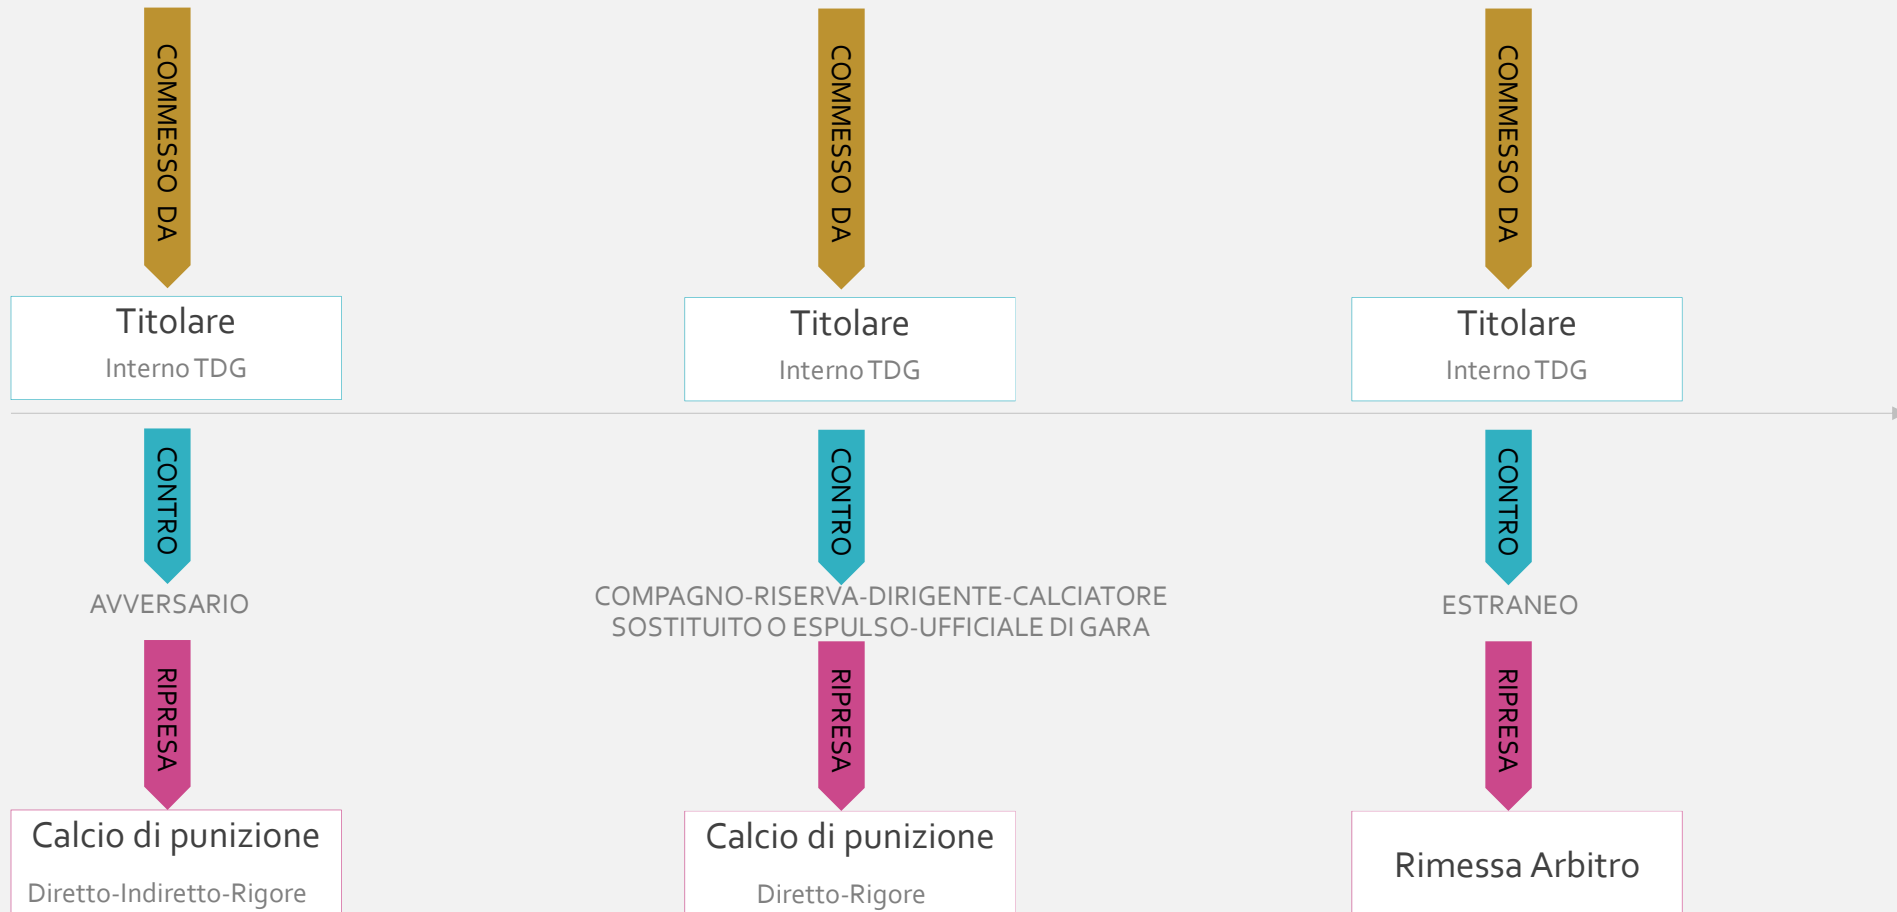 COMMESSO DA
Titolare
Interno TDG
CONTRO
AVVERSARIO
RIPRESA
Calcio di punizione
Diretto-Indiretto-Rigore
COMMESSO DA
Titolare
Interno TDG
CONTRO
COMPAGNO-RISERVA-DIRIGENTE-CALCIATORE
SOSTITUITO O ESPULSO-UFFICIALE DI GARA
RIPRESA
Calcio di punizione
Diretto-Rigore
COMMESSO DA
Titolare
Interno TDG
CONTRO
ESTRANEO
RIPRESA
Rimessa Arbitro